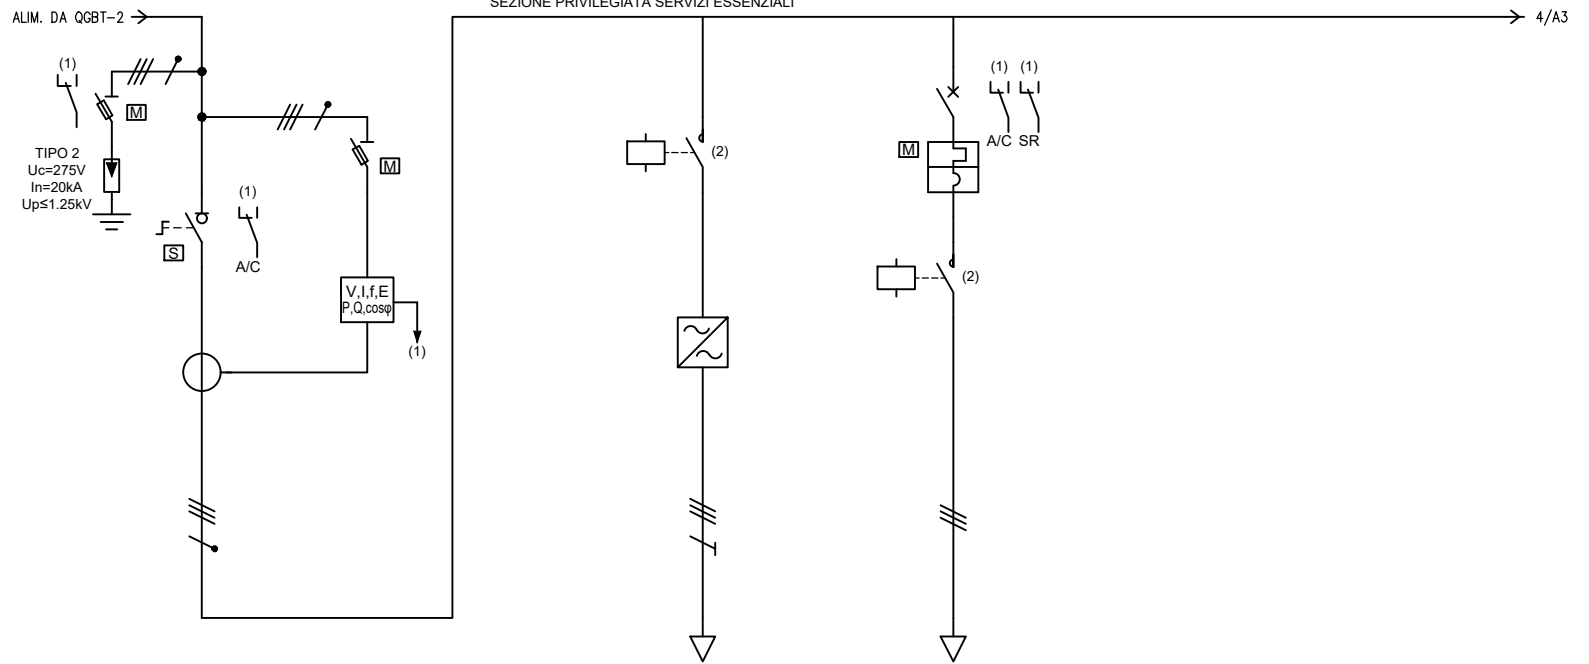 SEZIONE PRIVILEGIATA SERVIZI ESSENZIALI
ALIM. DA QGBT-2
4/A3
(1)
M
TIPO 2
Uc=275V
In=20kA
Up≤1.25kV
S
(1)
A/C
M
V,I,f,E
P,Q,cosφ
(1)
(2)
(1) (1)
A/C SR
M
(2)